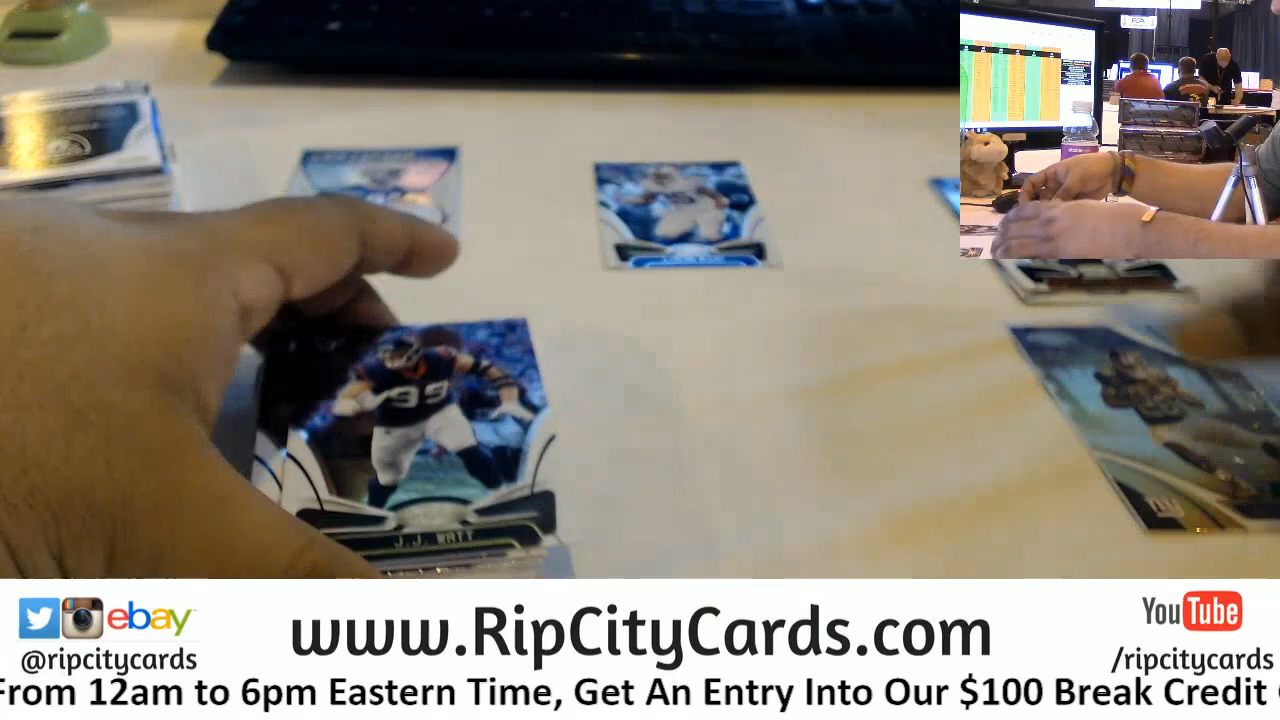 99
J.J. WATT
ebay
@ripcitycards
www.RipCityCards.com
YouTube
/ripcitycards
From 12am to 6pm Eastern Time, Get An Entry Into Our $100 Break Credit